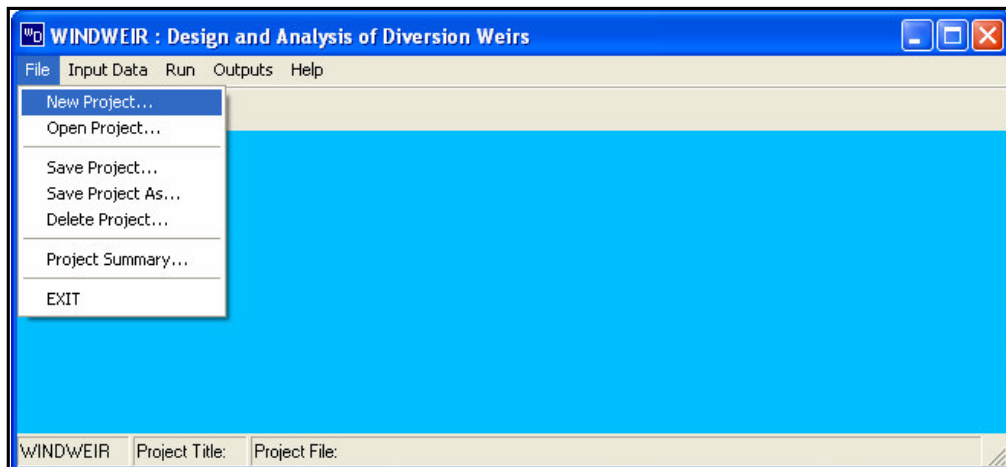 WD WINDWEIR : Design and Analysis of Diversion Weirs
File Input Data Run Outputs Help
New Project...
Open Project...
Save Project...
Save Project As...
Delete Project...
Project Summary...
EXIT
WINDWEIR Project Title: Project File: